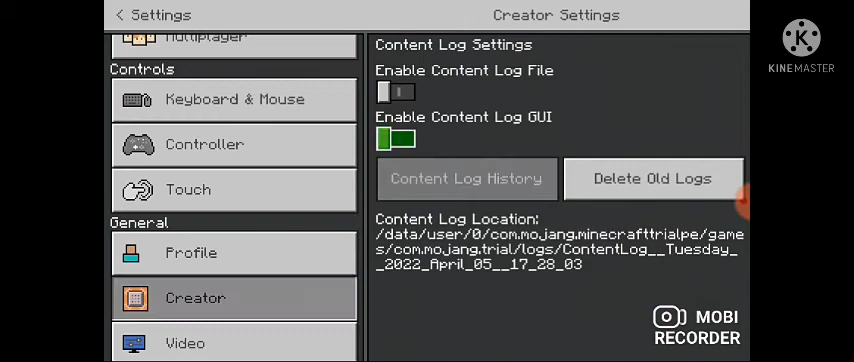 Settings
Creator Settings
Multiplayer
Controls
Keyboard & Mouse
Controller
Touch
General
Profile
Creator
Video
Content Log Settings
Enable Content Log File
Enable Content Log GUI
Content Log History
Delete Old Logs
Content Log Location:
/data/user/0/com.mojang.minecrafttrialpe/game
s/com.mojang.trial/logs/ContentLog__Tuesday_
_2022_April_05__17_28_03
KINEMASTER
MOBI
RECORDER